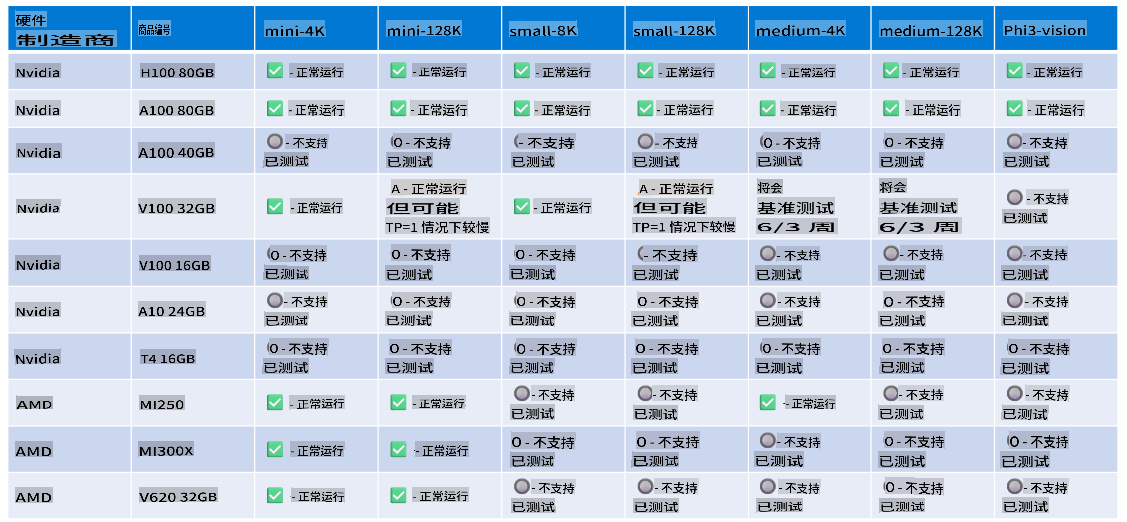 硬件
制造商 商品编号 mini-4K mini-128K small-8K small-128K medium-4K medium-128K Phi3-vision
Nvidia H100 80GB ✅ - 正常运行 ✅ - 正常运行 ✅ - 正常运行 ✅ - 正常运行 ✅ - 正常运行 ✅ - 正常运行 ✅ - 正常运行
Nvidia A100 80GB ✅ - 正常运行 ✅ - 正常运行 ✅ - 正常运行 ✅ - 正常运行 ✅ - 正常运行 ✅ - 正常运行 ✅ - 正常运行
Nvidia A100 40GB - 不支持 O - 不支持 (- 不支持 - 不支持 O - 不支持 O - 不支持 - 不支持
已测试 已测试 已测试 已测试 已测试 已测试 已测试
Nvidia V100 32GB ✅ - 正常运行 A - 正常运行 ✅ - 正常运行 A - 正常运行 将会 将会 - 不支持
但可能 但可能 基准测试 基准测试 已测试
TP=1 情况下较慢 TP=1 情况下较慢 6/3 周 6/3 周
Nvidia V100 16GB O - 不支持 O - 不支持 O - 不支持 - 不支持 - 不支持 - 不支持 - 不支持
已测试 已测试 已测试 已测试 已测试 已测试 已测试
Nvidia A10 24GB - 不支持 O - 不支持 O - 不支持 O - 不支持 - 不支持 O - 不支持 - 不支持
已测试 已测试 已测试 已测试 已测试 已测试 已测试
Nvidia T4 16GB O - 不支持 O - 不支持 O - 不支持 O - 不支持 O - 不支持 O - 不支持 O - 不支持
已测试 已测试 已测试 已测试 已测试 已测试 已测试
AMD MI250 ✅ - 正常运行 ✅ - 正常运行 - 不支持 - 不支持 ✅ - 正常运行 - 不支持 - 不支持
已测试 已测试 已测试 已测试
AMD MI300X ✅ - 正常运行 ✅ - 正常运行 O - 不支持 O - 不支持 - 不支持 O - 不支持 O - 不支持
已测试 已测试 已测试 已测试 已测试
AMD V620 32GB ✅ - 正常运行 ✅ - 正常运行 - 不支持 - 不支持 - 不支持 O - 不支持 - 不支持
已测试 已测试 已测试 已测试 已测试